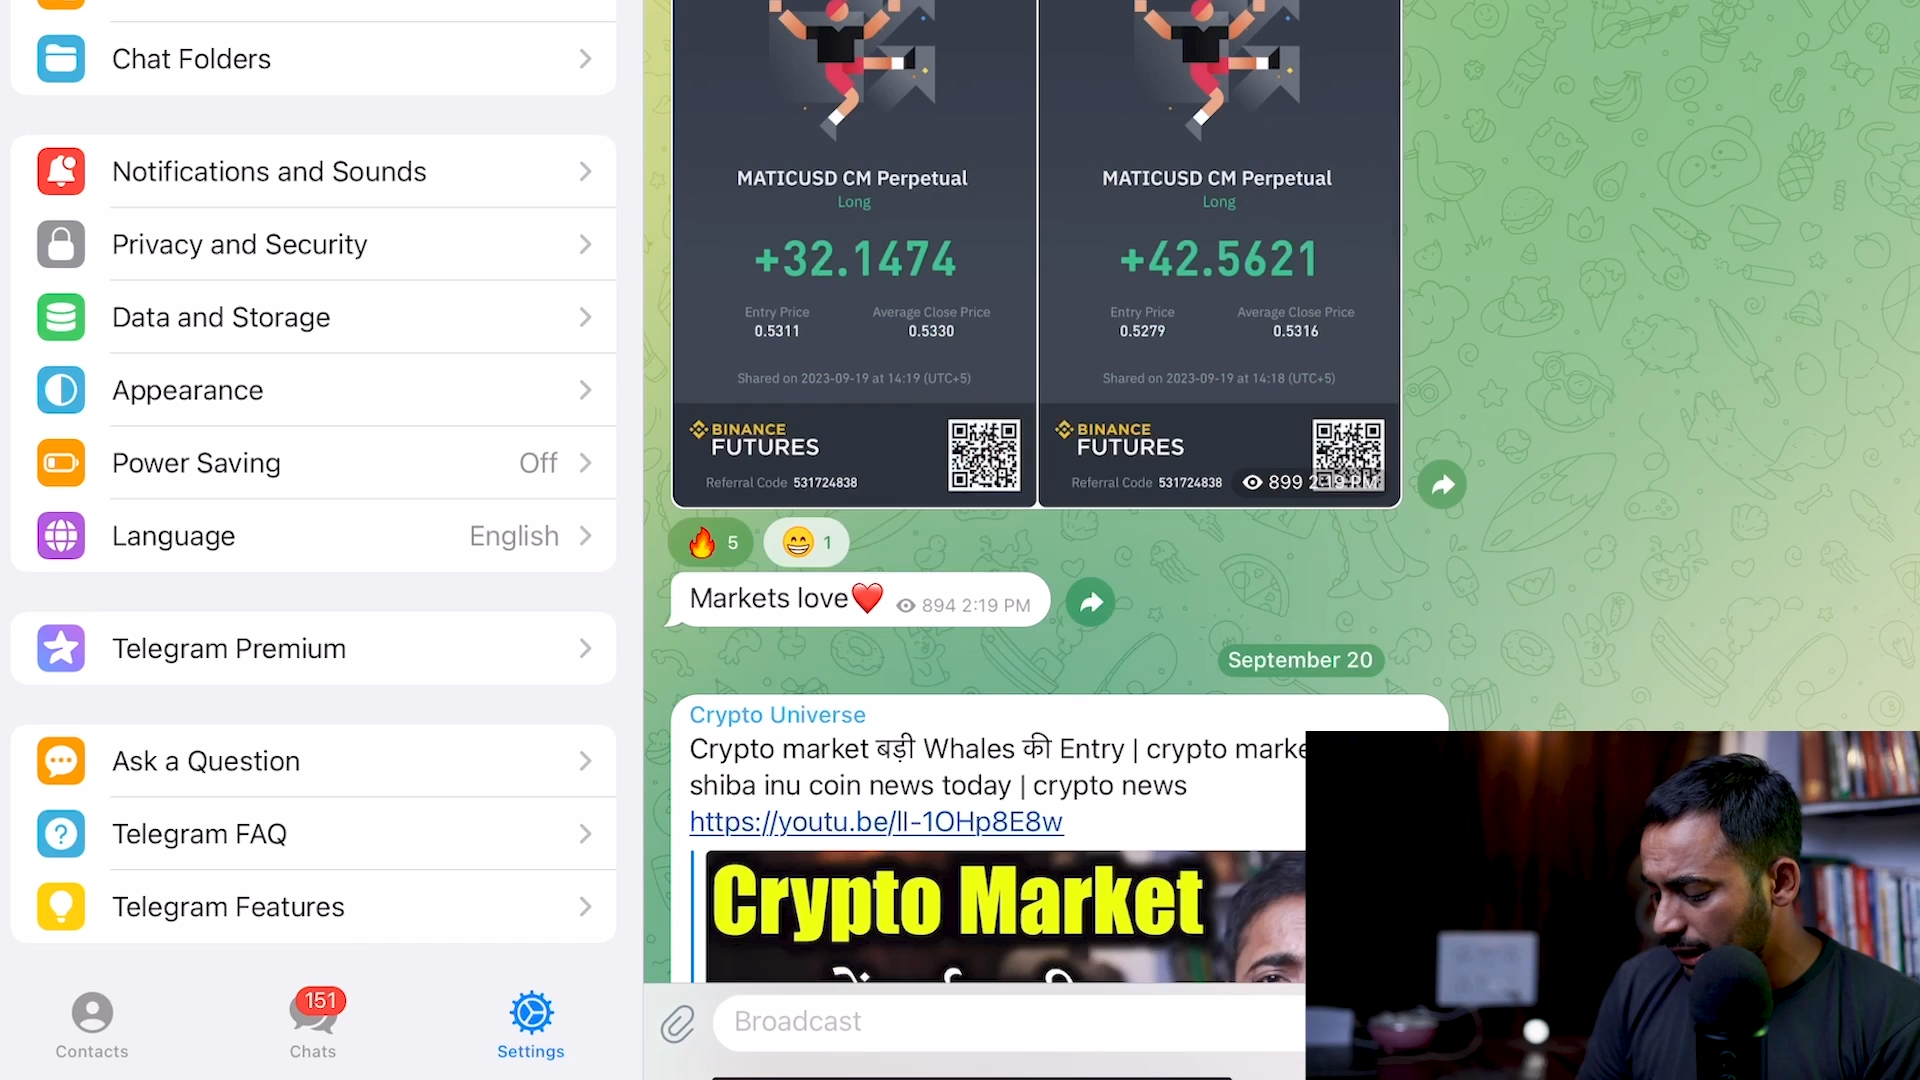 Chat Folders
Notifications and Sounds
Privacy and Security
Data and Storage
Appearance
Power Saving Off
Language English
Telegram Premium
Ask a Question
Telegram FAQ
Telegram Features
Contacts
151
Chats
Settings
MATICUSD CM Perpetual
Long
+32.1474
Entry Price Average Close Price
0.5311 0.5330
Shared on 2023-09-19 at 14:19 (UTC+5)
BINANCE
FUTURES
Referral Code 531724838
MATICUSD CM Perpetual
Long
+42.5621
Entry Price Average Close Price
0.5279 0.5316
Shared on 2023-09-19 at 14:18 (UTC+5)
BINANCE
FUTURES
Referral Code 531724838
899 2:19 PM
🔥 5 😁 1
Markets love❤️ 894 2:19 PM
September 20
Crypto Universe
Crypto market बड़ी Whales की Entry | crypto marke
shiba inu coin news today | crypto news
Crypto Market
Broadcast